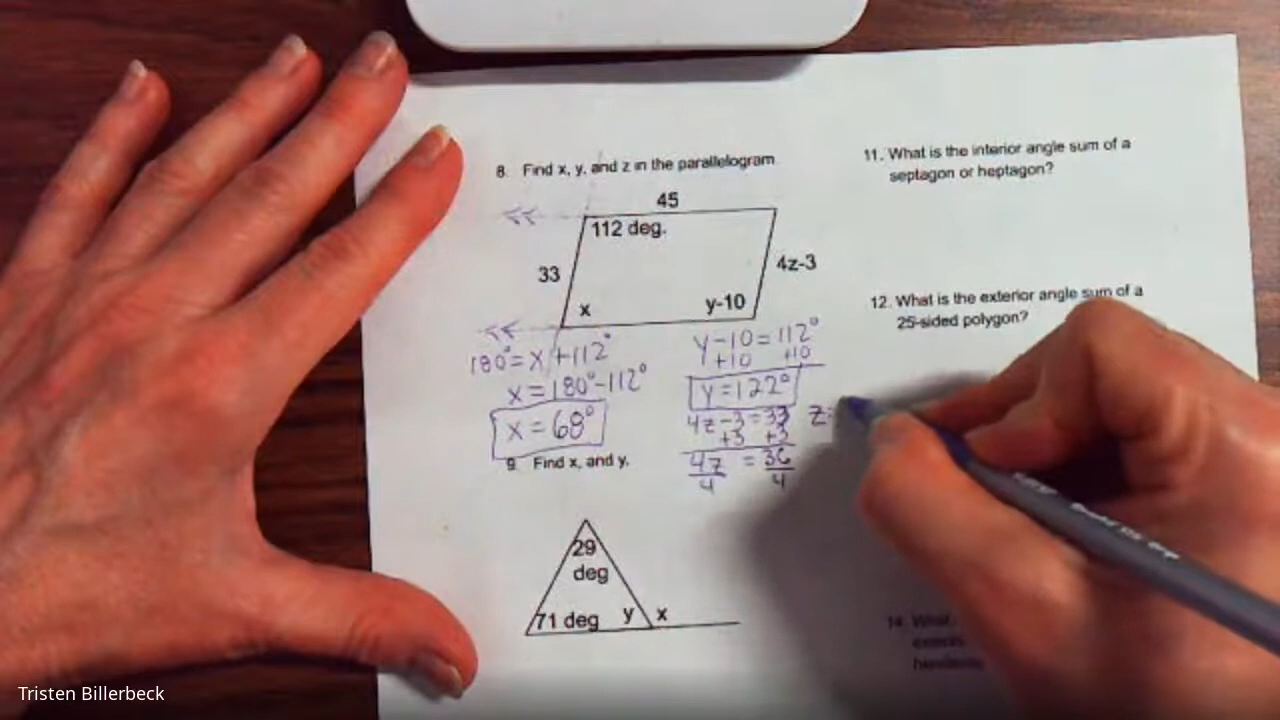 8. Find x, y, and z in the parallelogram
45
112 deg.
33
4z-3
x
y-10
180°=x+112°
x=180°-112°
x=68°
y-10=112°
+10 +10
y=122°
4z-3=33
+3 +3
4z = 36
4 4
z=
9. Find x, and y.
29
deg
71 deg y x
11. What is the interior angle sum of a
septagon or heptagon?
12. What is the exterior angle sum of a
25-sided polygon?
14. What
Tristen Billerbeck